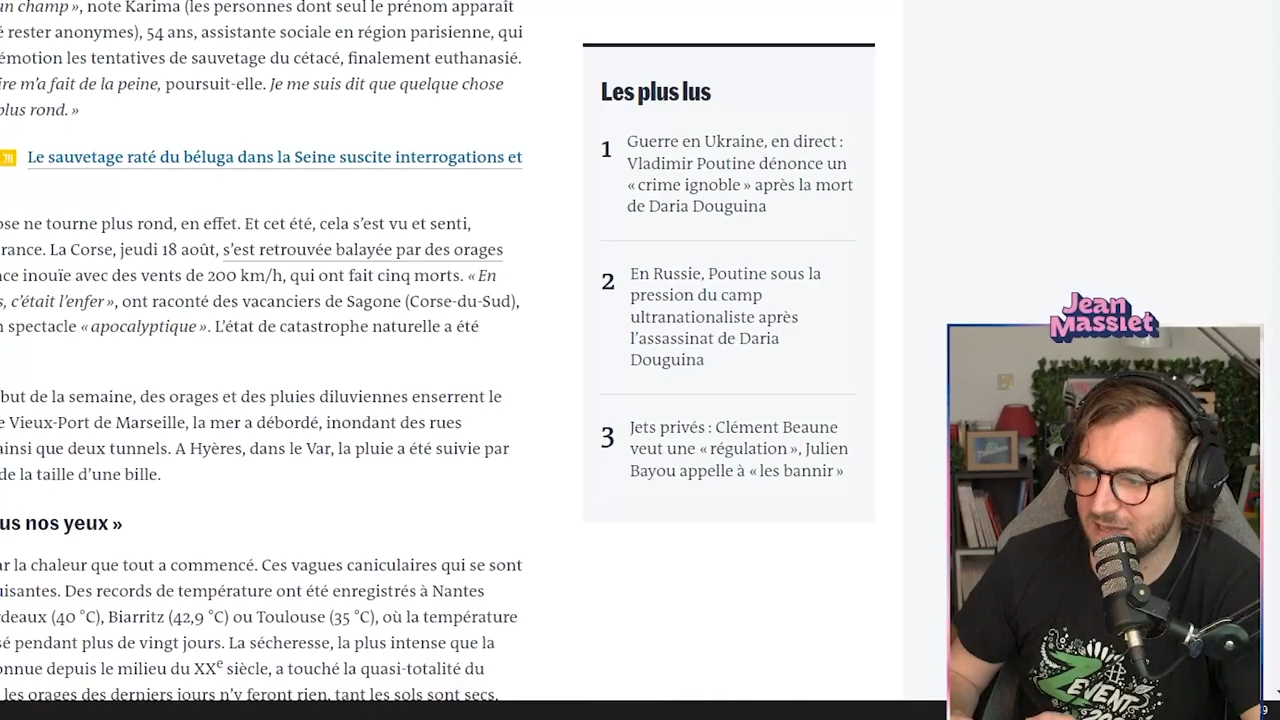 un champ », note Karima (les personnes dont seul le prénom apparaît
é rester anonymes), 54 ans, assistante sociale en région parisienne, qui
émotion les tentatives de sauvetage du cétacé, finalement euthanasié.
ire m'a fait de la peine, poursuit-elle. Je me suis dit que quelque chose
plus rond. »
Le sauvetage raté du béluga dans la Seine suscite interrogations et
ose ne tourne plus rond, en effet. Et cet été, cela s'est vu et senti,
rance. La Corse, jeudi 18 août, s'est retrouvée balayée par des orages
nce inouïe avec des vents de 200 km/h, qui ont fait cinq morts. « En
s, c'était l'enfer », ont raconté des vacanciers de Sagone (Corse-du-Sud),
n spectacle « apocalyptique ». L'état de catastrophe naturelle a été
but de la semaine, des orages et des pluies diluviennes enserrent le
e Vieux-Port de Marseille, la mer a débordé, inondant des rues
ainsi que deux tunnels. A Hyères, dans le Var, la pluie a été suivie par
de la taille d'une bille.
us nos yeux »
ar la chaleur que tout a commencé. Ces vagues caniculaires qui se sont
uisantes. Des records de température ont été enregistrés à Nantes
rdeaux (40 °C), Biarritz (42,9 °C) ou Toulouse (35 °C), où la température
sé pendant plus de vingt jours. La sécheresse, la plus intense que la
onnue depuis le milieu du XXe siècle, a touché la quasi-totalité du
les orages des derniers jours n'y feront rien, tant les sols sont secs.
Les plus lus
1 Guerre en Ukraine, en direct :
Vladimir Poutine dénonce un
« crime ignoble » après la mort
de Daria Douguina
2 En Russie, Poutine sous la
pression du camp
ultranationaliste après
l'assassinat de Daria
Douguina
3 Jets privés : Clément Beaune
veut une « régulation », Julien
Bayou appelle à « les bannir »
Jean
Massiet
ZEVENT